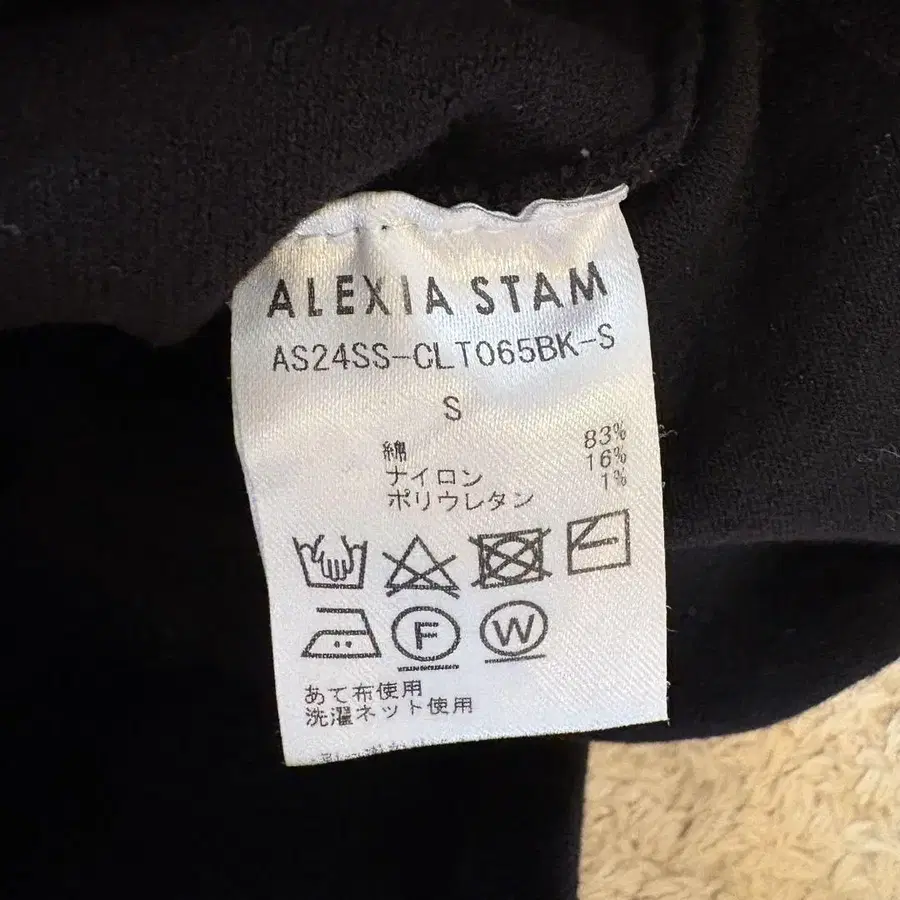 ALEXIA STAM
AS24SS-CLT065BK-S
S
綿 83%
ナイロン 16%
ポリウレタン 1%
F
W
あて布使用
洗濯ネット使用